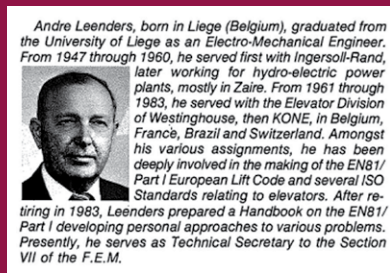 Andre Leenders, born in Liege (Belgium), graduated from
the University of Liege as an Electro-Mechanical Engineer.
From 1947 through 1960, he served first with Ingersoll-Rand,
later working for hydro-electric power
plants, mostly in Zaire. From 1961 through
1983, he served with the Elevator Division
of Westinghouse, then KONE, in Belgium,
France, Brazil and Switzerland. Amongst
his various assignments, he has been
deeply involved in the making of the EN81/
Part I European Lift Code and several ISO
Standards relating to elevators. After re-
tiring in 1983, Leenders prepared a Handbook on the EN81/
Part I developing personal approaches to various problems.
Presently, he serves as Technical Secretary to the Section
VII of the F.E.M.